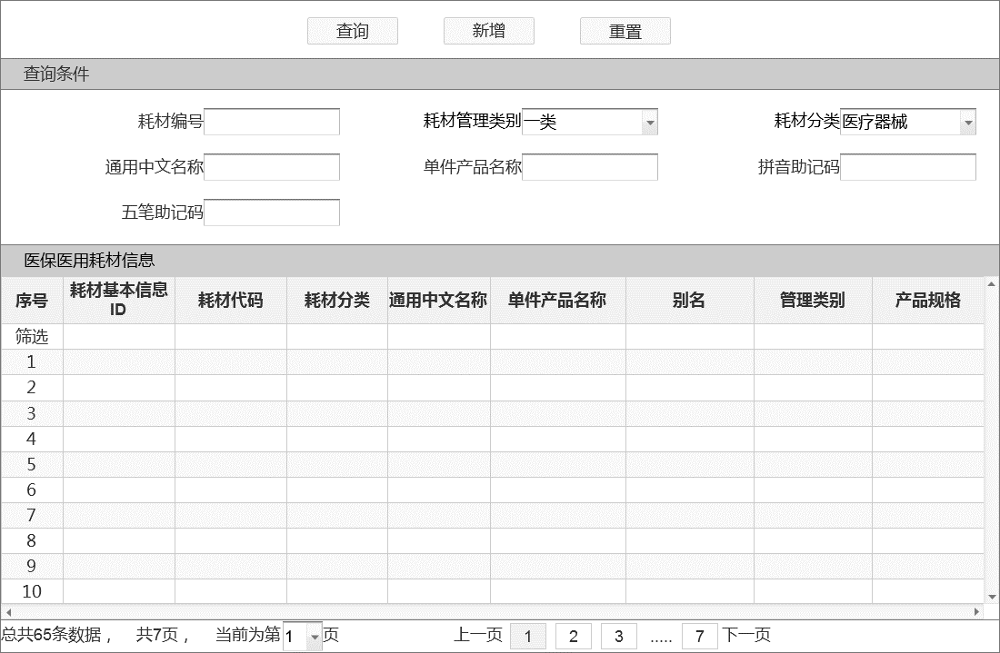 查询 新增 重置
查询条件
耗材编号 耗材管理类别 一类 耗材分类 医疗器械
通用中文名称 单件产品名称 拼音助记码
五笔助记码
医保医用耗材信息
序号 耗材基本信息ID 耗材代码 耗材分类 通用中文名称 单件产品名称 别名 管理类别 产品规格
筛选
1
2
3
4
5
6
7
8
9
10
总共65条数据， 共7页， 当前为第 1 页 上一页 1 2 3 ..... 7 下一页